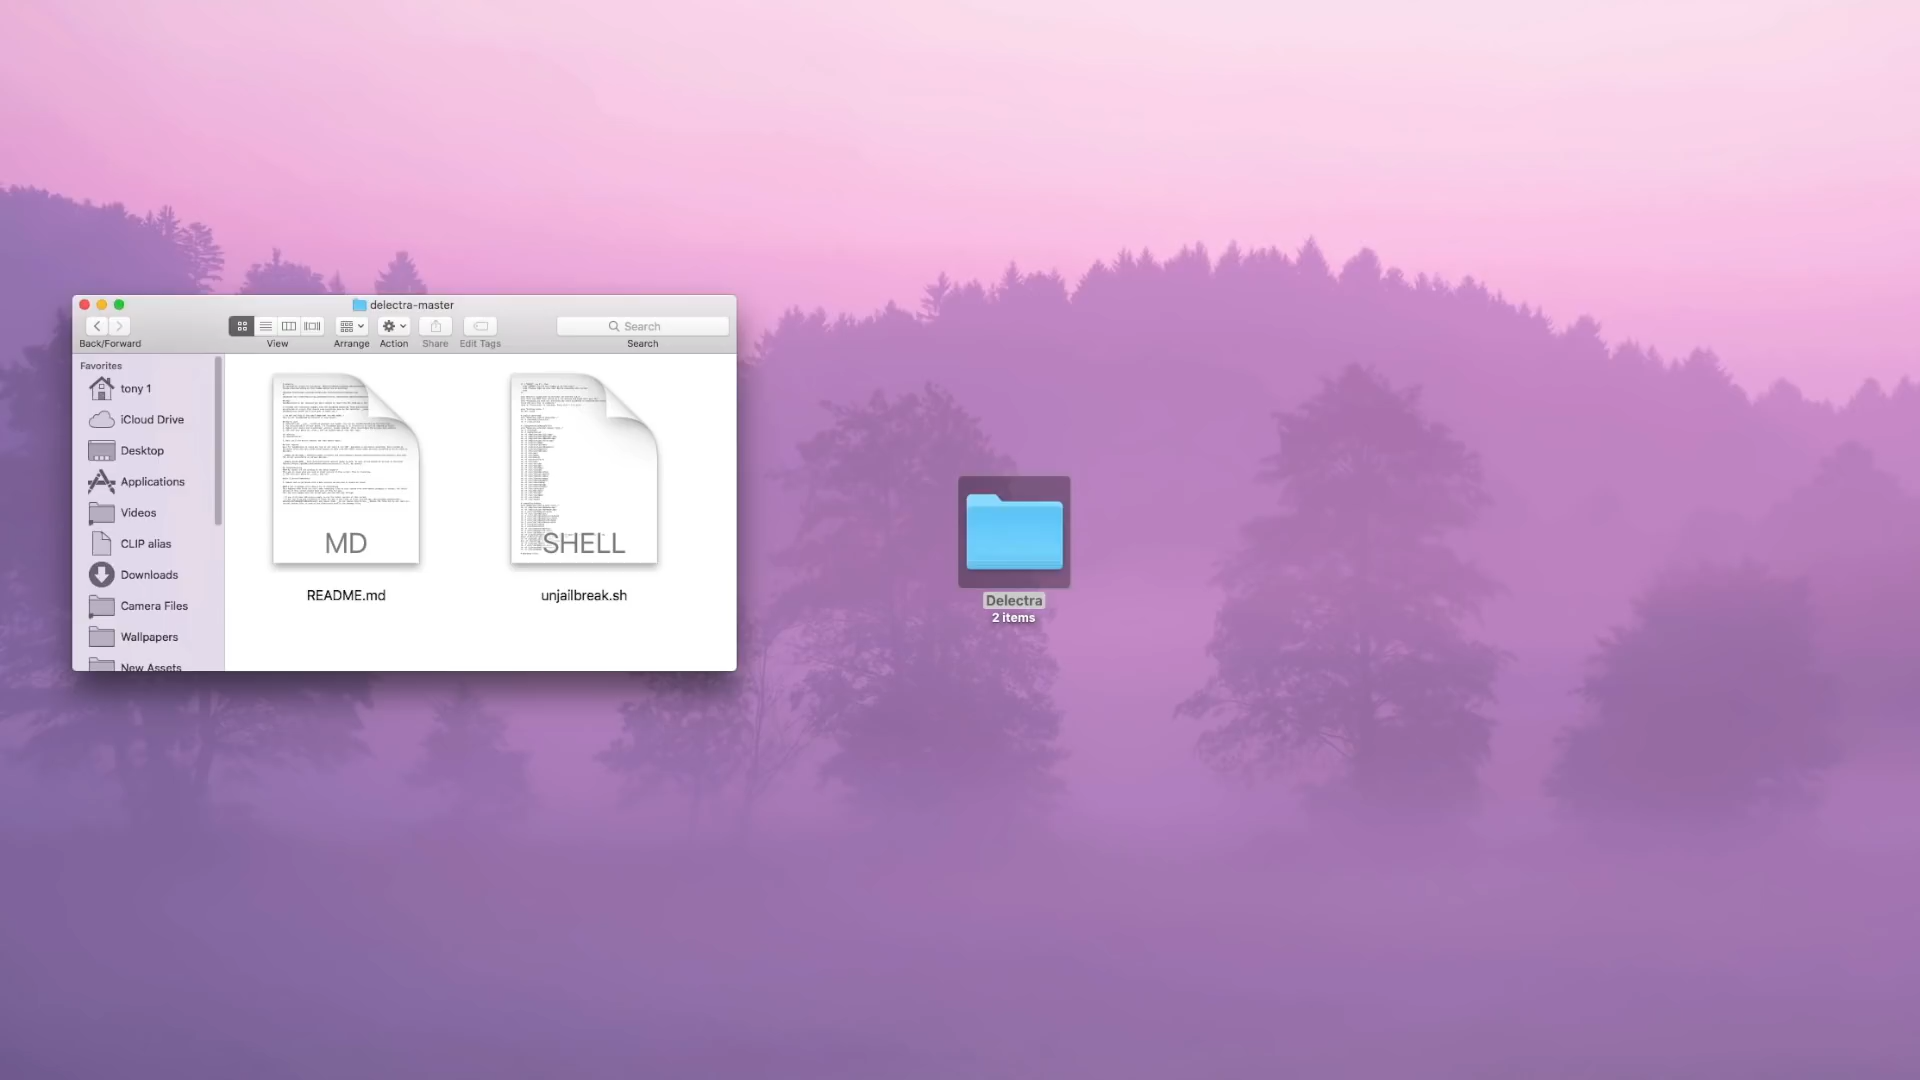 delectra-master
Back/Forward
View
Arrange
Action
Share
Edit Tags
Search
Search
Favorites
tony 1
iCloud Drive
Desktop
Applications
Videos
CLIP alias
Downloads
Camera Files
Wallpapers
New Assets
MD
README.md
SHELL
unjailbreak.sh
Delectra
2 items